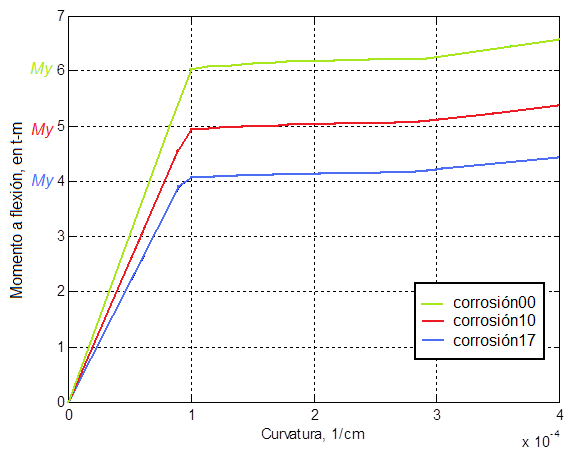 7
6
5
4
3
2
1
0
My
My
My
Momento a flexión, en t-m
corrosión00
corrosión10
corrosión17
0
1
2
3
4
Curvatura, 1/cm
x 10⁻⁴